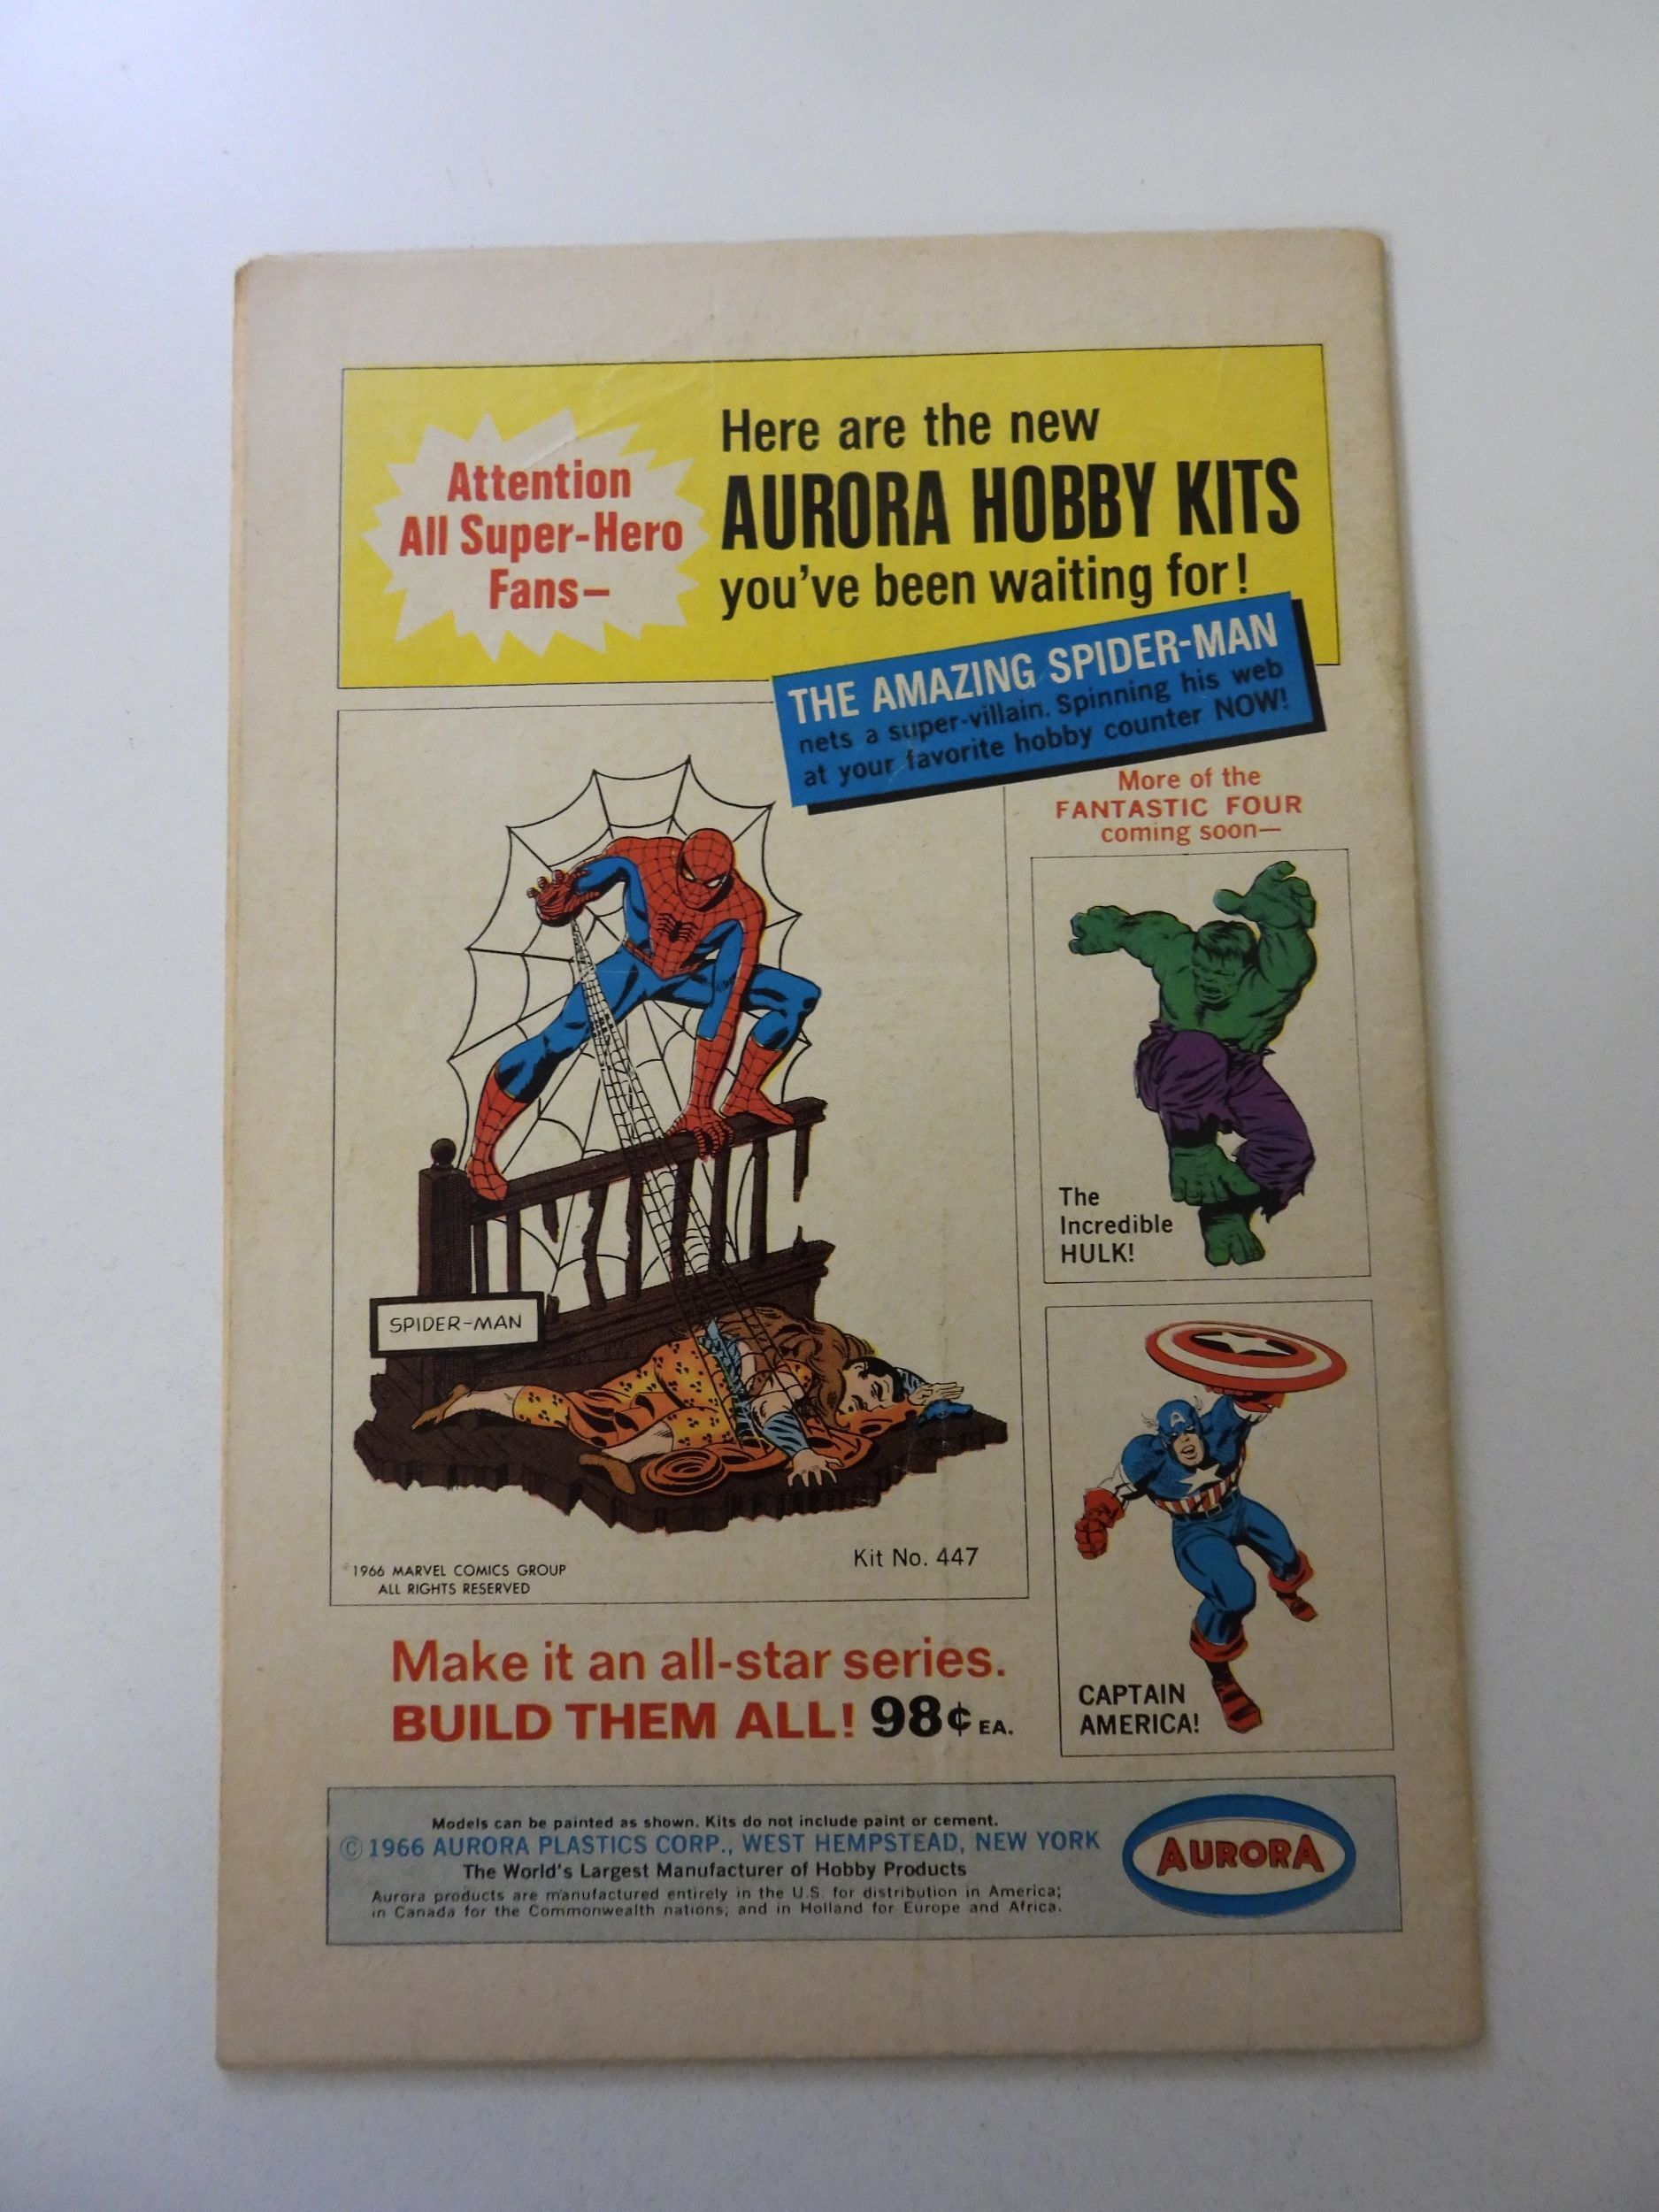 Attention
All Super-Hero
Fans—
Here are the new
AURORA HOBBY KITS
you've been waiting for!
THE AMAZING SPIDER-MAN
nets a super-villain. Spinning his web
at your favorite hobby counter NOW!
More of the
FANTASTIC FOUR
coming soon—
The
Incredible
HULK!
SPIDER-MAN
A
CAPTAIN
AMERICA!
1966 MARVEL COMICS GROUP
ALL RIGHTS RESERVED
Kit No. 447
Make it an all-star series.
BUILD THEM ALL! 98¢ EA.
Models can be painted as shown. Kits do not include paint or cement.
© 1966 AURORA PLASTICS CORP., WEST HEMPSTEAD, NEW YORK
The World's Largest Manufacturer of Hobby Products
Aurora products are manufactured entirely in the U.S. for distribution in America;
in Canada for the Commonwealth nations; and in Holland for Europe and Africa.
AURORA